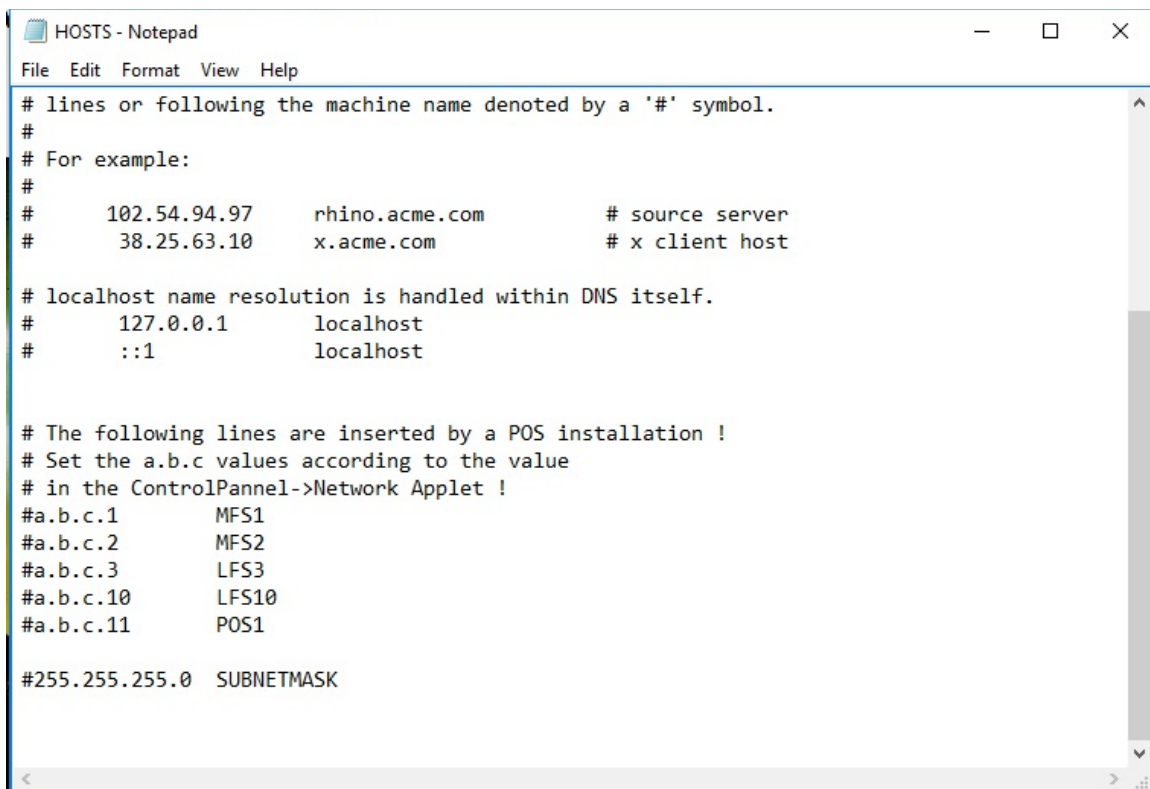 HOSTS - Notepad
File Edit Format View Help
# lines or following the machine name denoted by a '#' symbol.
#
# For example:
#
#      102.54.94.97     rhino.acme.com          # source server
#       38.25.63.10     x.acme.com              # x client host

# localhost name resolution is handled within DNS itself.
#       127.0.0.1       localhost
#       ::1             localhost

# The following lines are inserted by a POS installation !
# Set the a.b.c values according to the value
# in the ControlPannel->Network Applet !
#a.b.c.1        MFS1
#a.b.c.2        MFS2
#a.b.c.3        LFS3
#a.b.c.10       LFS10
#a.b.c.11       POS1

#255.255.255.0  SUBNETMASK